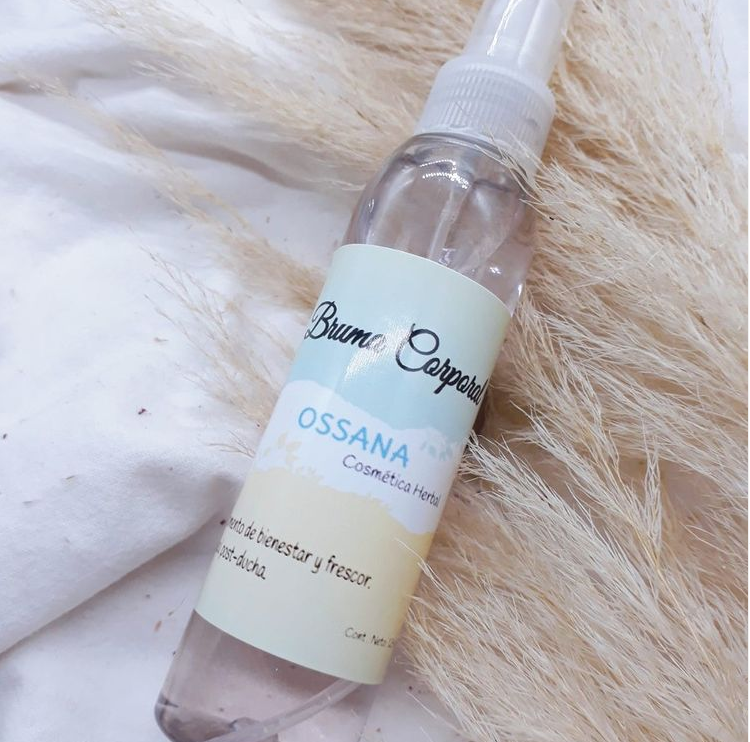 Bruma Corporal
OSSANA
Cosmética Herbal
de bienestar y frescor.
post-ducha.
Cont. Neto